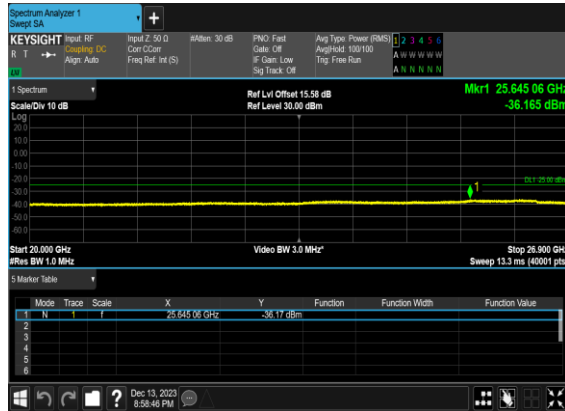 Spectrum Analyzer 1
Swept SA
+
KEYSIGHT Input: RF Input Z: 50 Ω #Atten: 30 dB PNO: Fast Avg Type: Power (RMS) 1 2 3 4 5 6
R T Coupling: DC Corr CCorr Gate: Off Avg|Hold: 100/100 A W W W W W
Align: Auto Freq Ref: Int (S) IF Gain: Low Trig: Free Run
Sig Track: Off A N N N N N
1 Spectrum
Ref Lvl Offset 15.58 dB Mkr1 25.645 06 GHz
Scale/Div 10 dB Ref Level 30.00 dBm -36.165 dBm
Log
20.0
10.0
0.00
-10.0
DL1 -25.00 dBm
-20.0
1
-30.0
-40.0
-50.0
-60.0
Start 20.000 GHz Video BW 3.0 MHz* Stop 26.900 GHz
#Res BW 1.0 MHz Sweep 13.3 ms (40001 pts)
5 Marker Table
Mode Trace Scale X Y Function Function Width Function Value
1 N 1 f 25.645 06 GHz -36.17 dBm
2
3
4
5
6
? Dec 13, 2023
8:58:46 PM